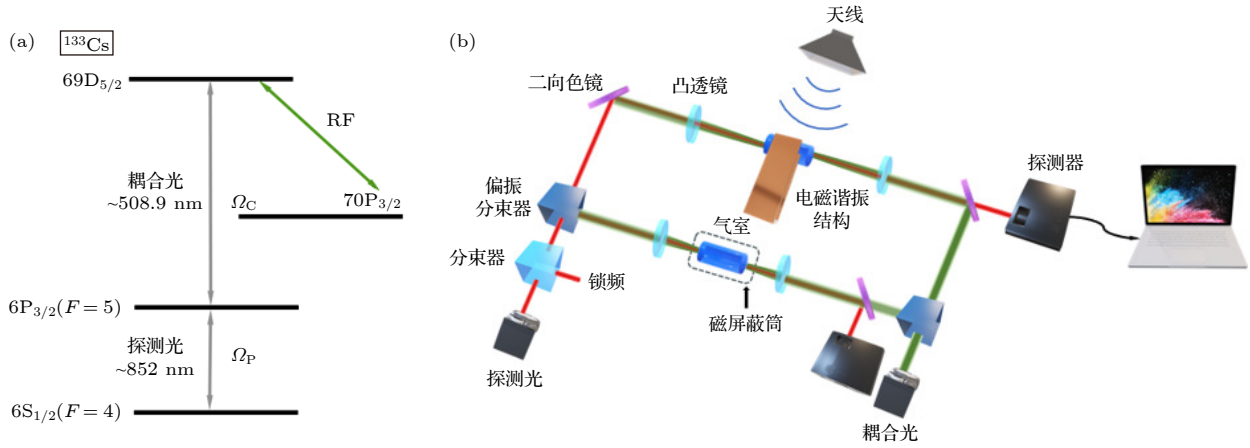 (a)
¹³³Cs
69D₅/₂
RF
耦合光
~508.9 nm
Ω_C
70P₃/₂
6P₃/₂(F = 5)
探测光
~852 nm
Ω_P
6S₁/₂(F = 4)
(b)
天线
二向色镜
凸透镜
探测器
偏振
分束器
电磁谐振
结构
气室
分束器
锁频
磁屏蔽筒
探测光
耦合光